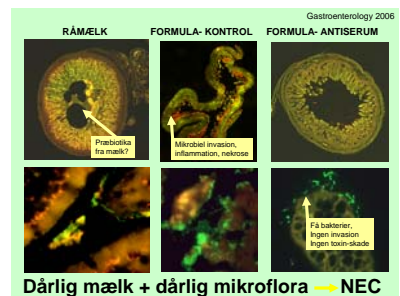 Gastroenterology 2006
RÅMÆLK
FORMULA- KONTROL
FORMULA- ANTISERUM
Præbiotika
fra mælk?
Mikrobiel invasion,
inflammation, nekrose
Få bakterier,
Ingen invasion
Ingen toxin-skade
Dårlig mælk + dårlig mikroflora NEC